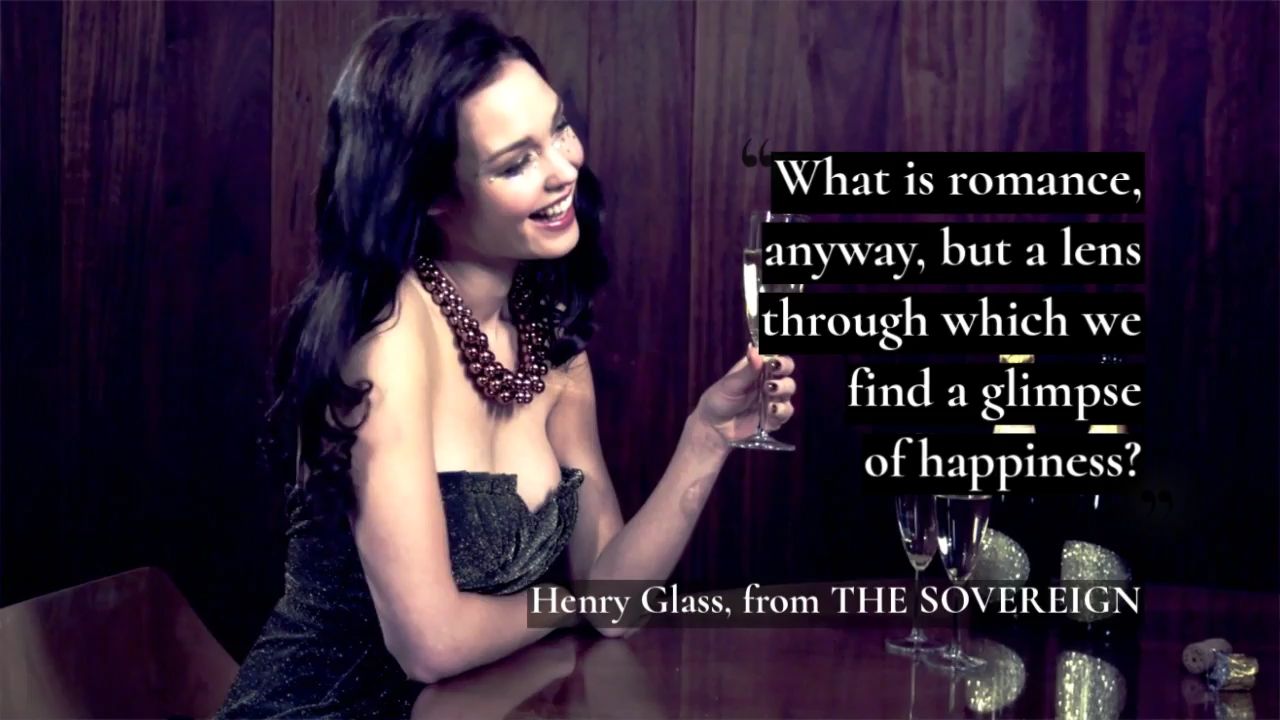 “What is romance,
anyway, but a lens
through which we
find a glimpse
of happiness?”
Henry Glass, from THE SOVEREIGN